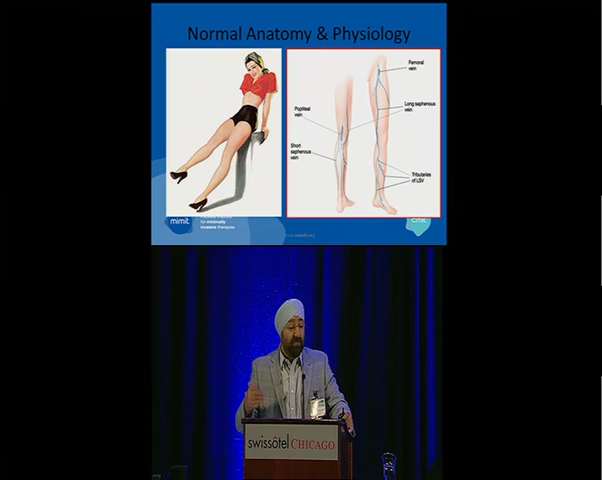 Normal Anatomy & Physiology
Femoral
vein
Long saphenous
vein
Popliteal
vein
Short
saphenous
vein
Tributaries
of LSV
mimit
for minimally
invasive therapies
swissôtel CHICAGO